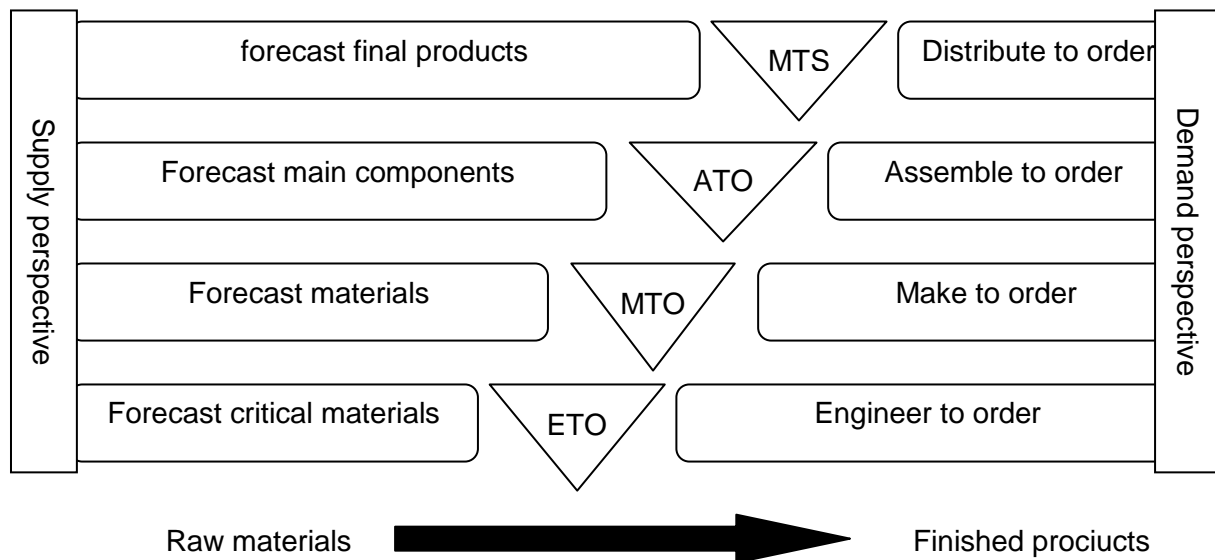 forecast final products
MTS
Distribute to order
Supply perspective
Demand perspective
Forecast main components
ATO
Assemble to order
Forecast materials
MTO
Make to order
Forecast critical materials
ETO
Engineer to order
Raw materials
Finished prociucts